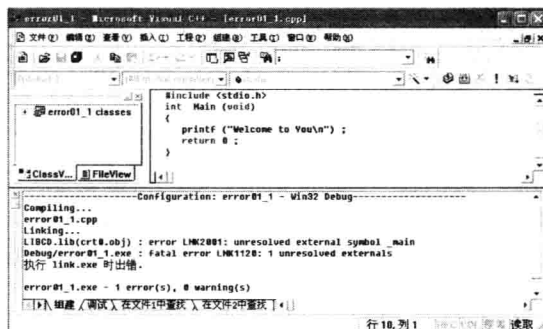 error01_1 - Microsoft Visual C++ - [error01_1.cpp]
文件(F) 编辑(E) 查看(V) 插入(I) 工程(P) 组建(B) 工具(T) 窗口(W) 帮助(H)
error01_1 classes
ClassV... FileView
#include <stdio.h>
int Main (void)
{
printf ("Welcome to You\n") ;
return 0 ;
}
--------------------Configuration: error01_1 - Win32 Debug--------------------
Compiling...
error01_1.cpp
Linking...
LIBCD.lib(crt0.obj) : error LNK2001: unresolved external symbol _main
Debug/error01_1.exe : fatal error LNK1120: 1 unresolved externals
执行 link.exe 时出错.
error01_1.exe - 1 error(s), 0 warning(s)
组建 调试 在文件1中查找 在文件2中查找
行 10, 列 1 读取